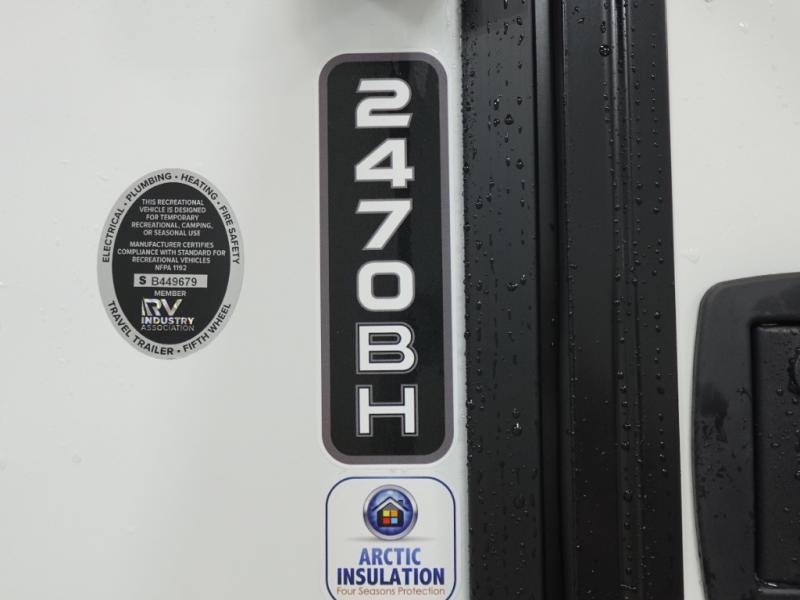 ELECTRICAL • PLUMBING • HEATING • FIRE SAFETY
THIS RECREATIONAL
VEHICLE IS DESIGNED
FOR TEMPORARY
RECREATIONAL, CAMPING,
OR SEASONAL USE
MANUFACTURER CERTIFIES
COMPLIANCE WITH STANDARD FOR
RECREATIONAL VEHICLES
NFPA 1192
S B449679
MEMBER
RV
INDUSTRY
ASSOCIATION
TRAVEL TRAILER • FIFTH WHEEL
2470BH
ARCTIC
INSULATION
Four Seasons Protection